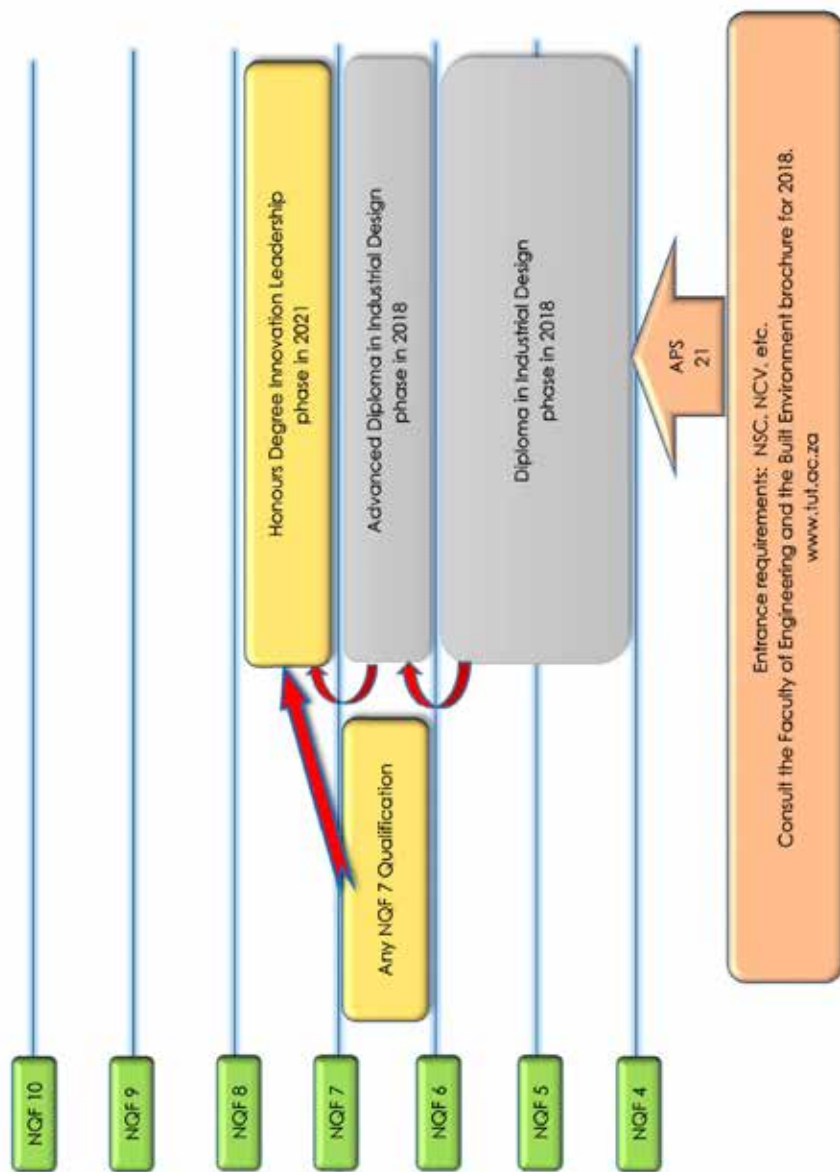 NQF 10
NQF 9
NQF 8
Honours Degree Innovation Leadership
phase in 2021
NQF 7
Any NQF 7 Qualification
Advanced Diploma in Industrial Design
phase in 2018
NQF 6
Diploma in Industrial Design
phase in 2018
NQF 5
NQF 4
APS
21
Entrance requirements: NSC, NCV, etc.
Consult the Faculty of Engineering and the Built Environment brochure for 2018.
www.tut.ac.za